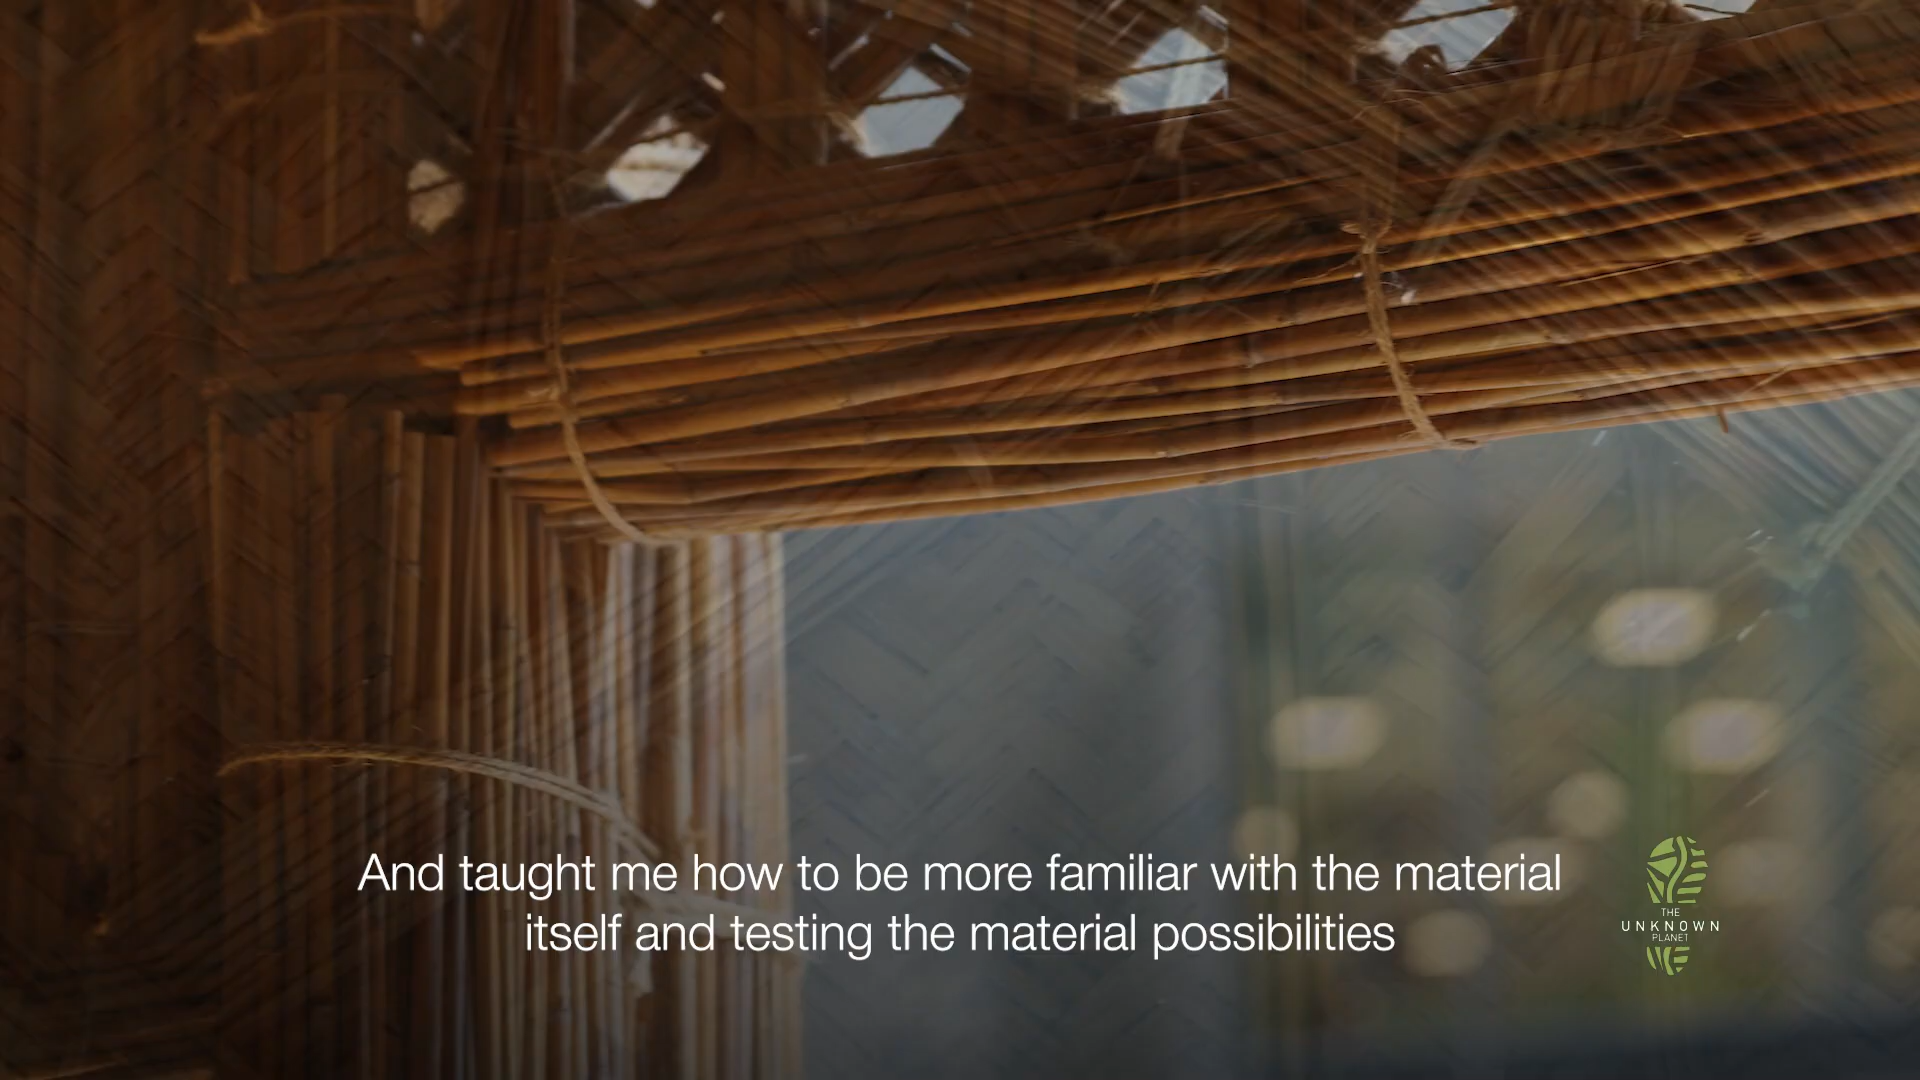 And taught me how to be more familiar with the material
itself and testing the material possibilities
THE
UNKNOWN
PLANET